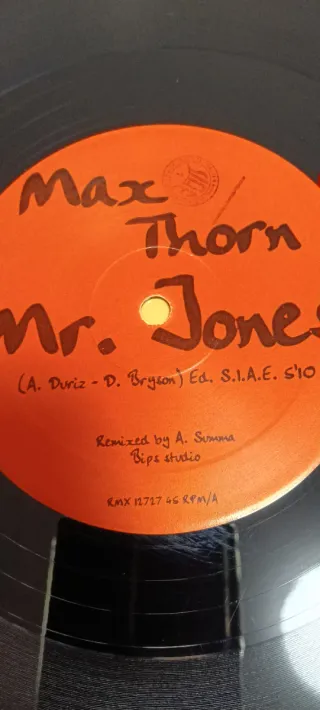 Max
Thorn
Mr. Jones
(A. Duriz - D. Bryson) Ed. S.I.A.E. 5'10
Remixed by A. Summa
Bips studio
RMX 12727 45 RPM/A